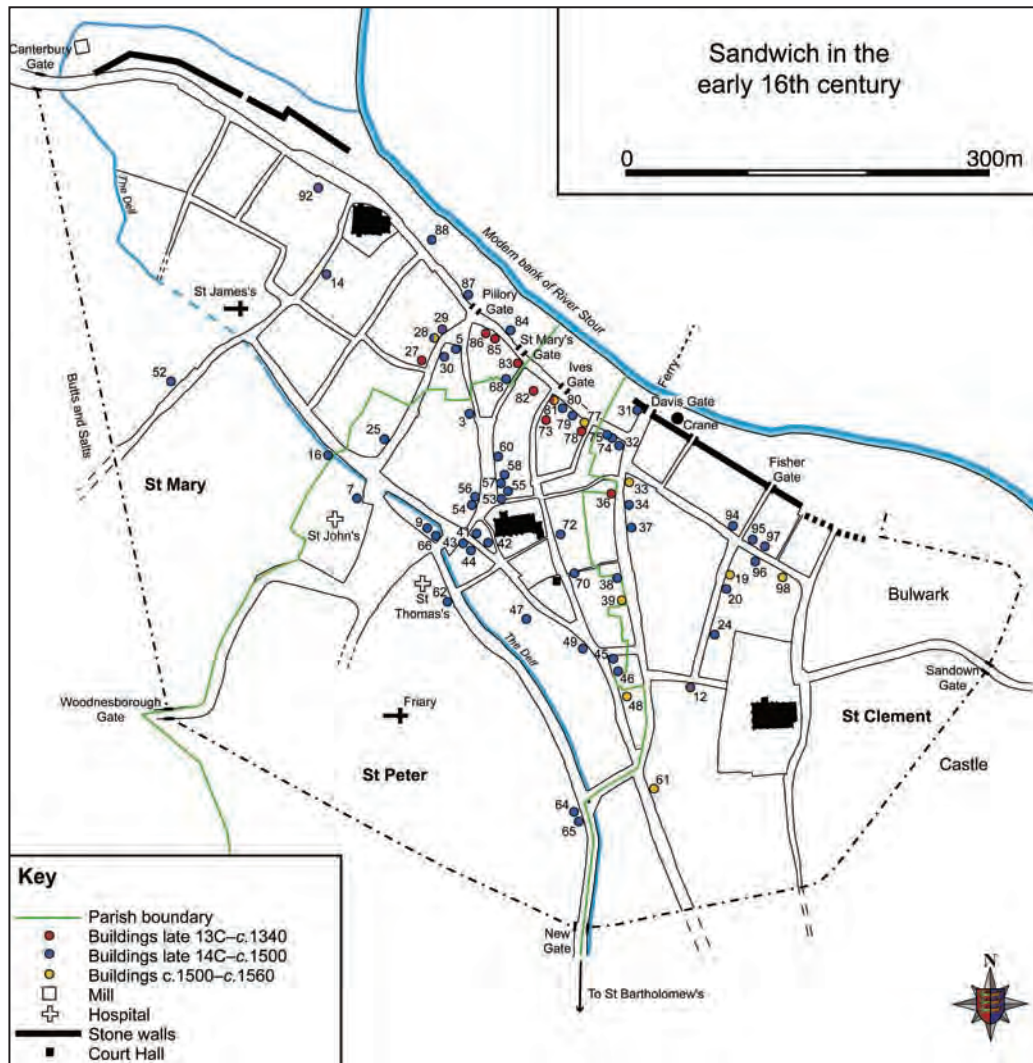 Sandwich in the
early 16th century
0
300m
Canterbury
Gate
The Delf
92
88
Modern bank of River Stour
14
St James's
87
Pillory
Gate
29
28
5
86
85
84
St Mary's
Gate
27
30
83
68
Ives
Gate
Ferry
52
82
80
81
79
77
31
Davis Gate
Crane
Butts and Salts
3
73
78
75
74
32
25
16
60
58
57
55
56
53
54
33
36
34
Fisher
Gate
St Mary
7
St John's
9
66
41
43
44
42
72
37
94
95
97
96
70
38
19
20
98
39
St
Thomas's
62
Bulwark
47
The Delf
24
49
45
46
Sandown
Gate
12
48
Woodnesborough
Gate
Friary
St Clement
St Peter
Castle
61
64
65
New
Gate
To St Bartholomew's
N
Key
Parish boundary
Buildings late 13C–c.1340
Buildings late 14C–c.1500
Buildings c.1500–c.1560
Mill
Hospital
Stone walls
Court Hall